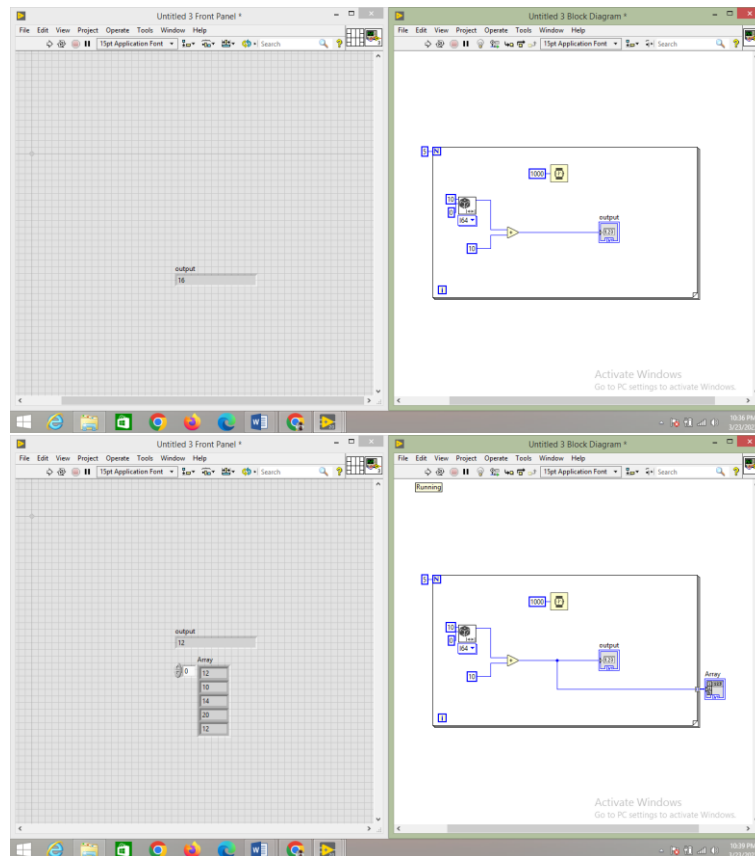 Untitled 3 Front Panel *
File Edit View Project Operate Tools Window Help
15pt Application Font
Search
output
16
Untitled 3 Block Diagram *
File Edit View Project Operate Tools Window Help
15pt Application Font
Search
N
1000
10
0
I64
10
output
i
Activate Windows
Go to PC settings to activate Windows.
10:36 PM
Untitled 3 Front Panel *
File Edit View Project Operate Tools Window Help
15pt Application Font
Search
output
12
Array
0
12
10
14
20
12
Untitled 3 Block Diagram *
File Edit View Project Operate Tools Window Help
15pt Application Font
Search
Running
N
1000
10
0
I64
10
output
Array
i
Activate Windows
Go to PC settings to activate Windows.
10:39 PM